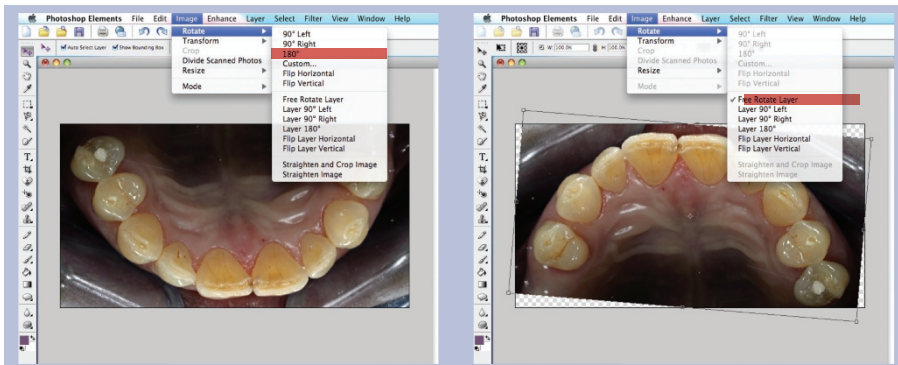 Photoshop Elements File Edit Image Enhance Layer Select Filter View Window Help
Auto Select Layer Show Bounding Box
Rotate
Transform
Crop
Divide Scanned Photos
Resize
Mode
90° Left
90° Right
180°
Custom...
Flip Horizontal
Flip Vertical
Free Rotate Layer
Layer 90° Left
Layer 90° Right
Layer 180°
Flip Layer Horizontal
Flip Layer Vertical
Straighten and Crop Image
Straighten Image
Photoshop Elements File Edit Image Enhance Layer Select Filter View Window Help
W: 100.0% H: 100.0%
Rotate
Transform
Crop
Divide Scanned Photos
Resize
Mode
90° Left
90° Right
180°
Custom...
Flip Horizontal
Flip Vertical
✓ Free Rotate Layer
Layer 90° Left
Layer 90° Right
Layer 180°
Flip Layer Horizontal
Flip Layer Vertical
Straighten and Crop Image
Straighten Image